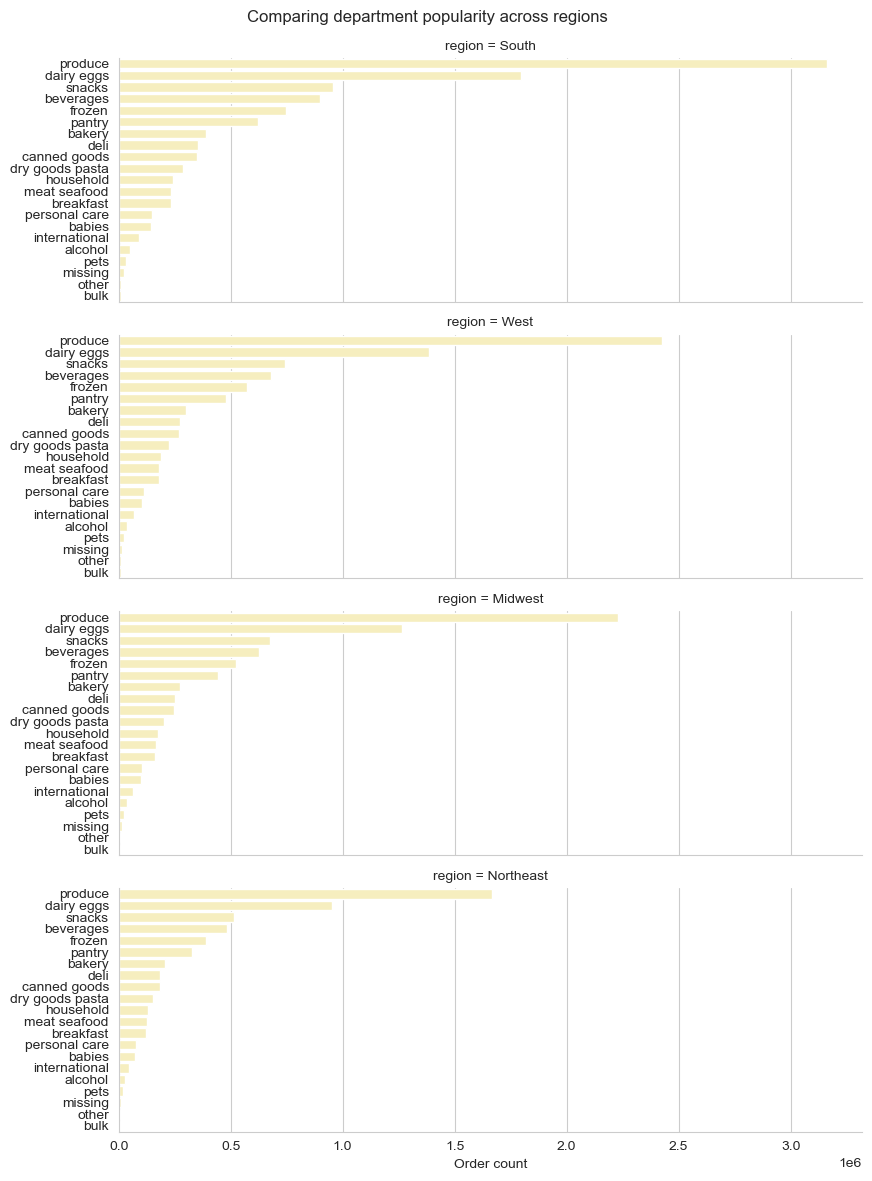 Comparing department popularity across regions
region = South
produce
dairy eggs
snacks
beverages
frozen
pantry
bakery
deli
canned goods
dry goods pasta
household
meat seafood
breakfast
personal care
babies
international
alcohol
pets
missing
other
bulk
region = West
produce
dairy eggs
snacks
beverages
frozen
pantry
bakery
deli
canned goods
dry goods pasta
household
meat seafood
breakfast
personal care
babies
international
alcohol
pets
missing
other
bulk
region = Midwest
produce
dairy eggs
snacks
beverages
frozen
pantry
bakery
deli
canned goods
dry goods pasta
household
meat seafood
breakfast
personal care
babies
international
alcohol
pets
missing
other
bulk
region = Northeast
produce
dairy eggs
snacks
beverages
frozen
pantry
bakery
deli
canned goods
dry goods pasta
household
meat seafood
breakfast
personal care
babies
international
alcohol
pets
missing
other
bulk
0.0 0.5 1.0 1.5 2.0 2.5 3.0
Order count
1e6